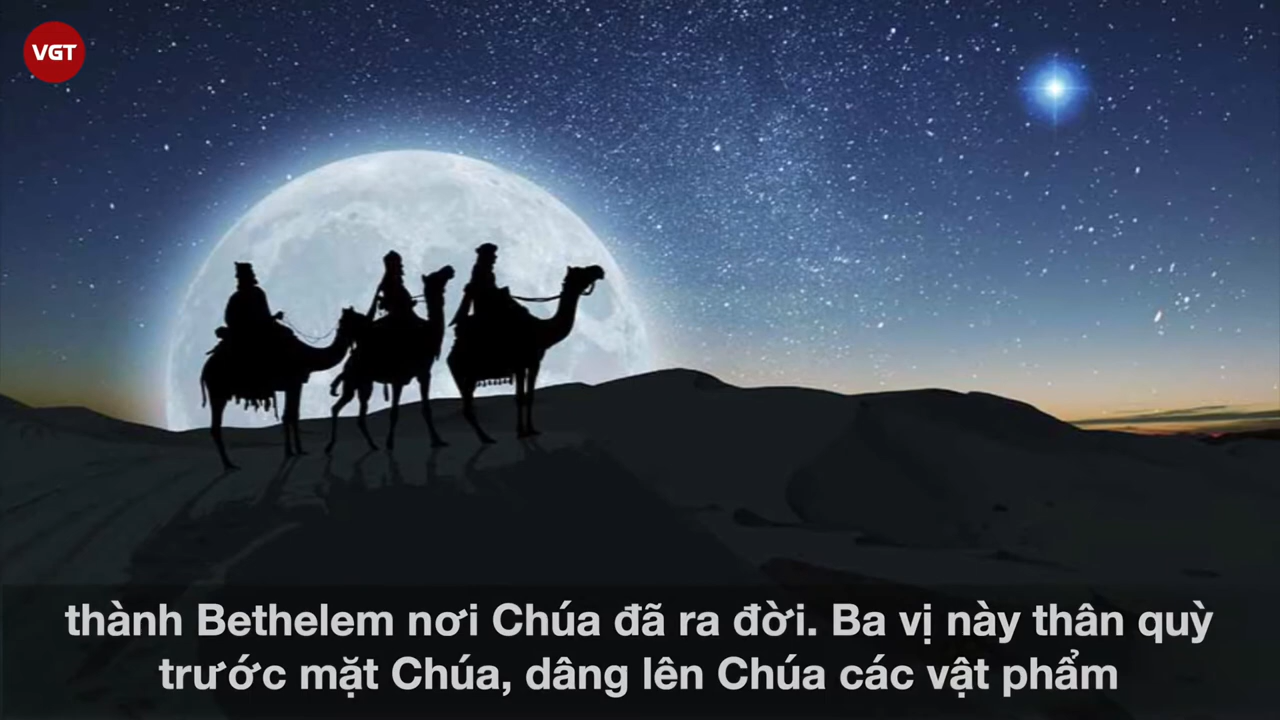 VGT
thành Bethelem nơi Chúa đã ra đời. Ba vị này thân quỳ
trước mặt Chúa, dâng lên Chúa các vật phẩm